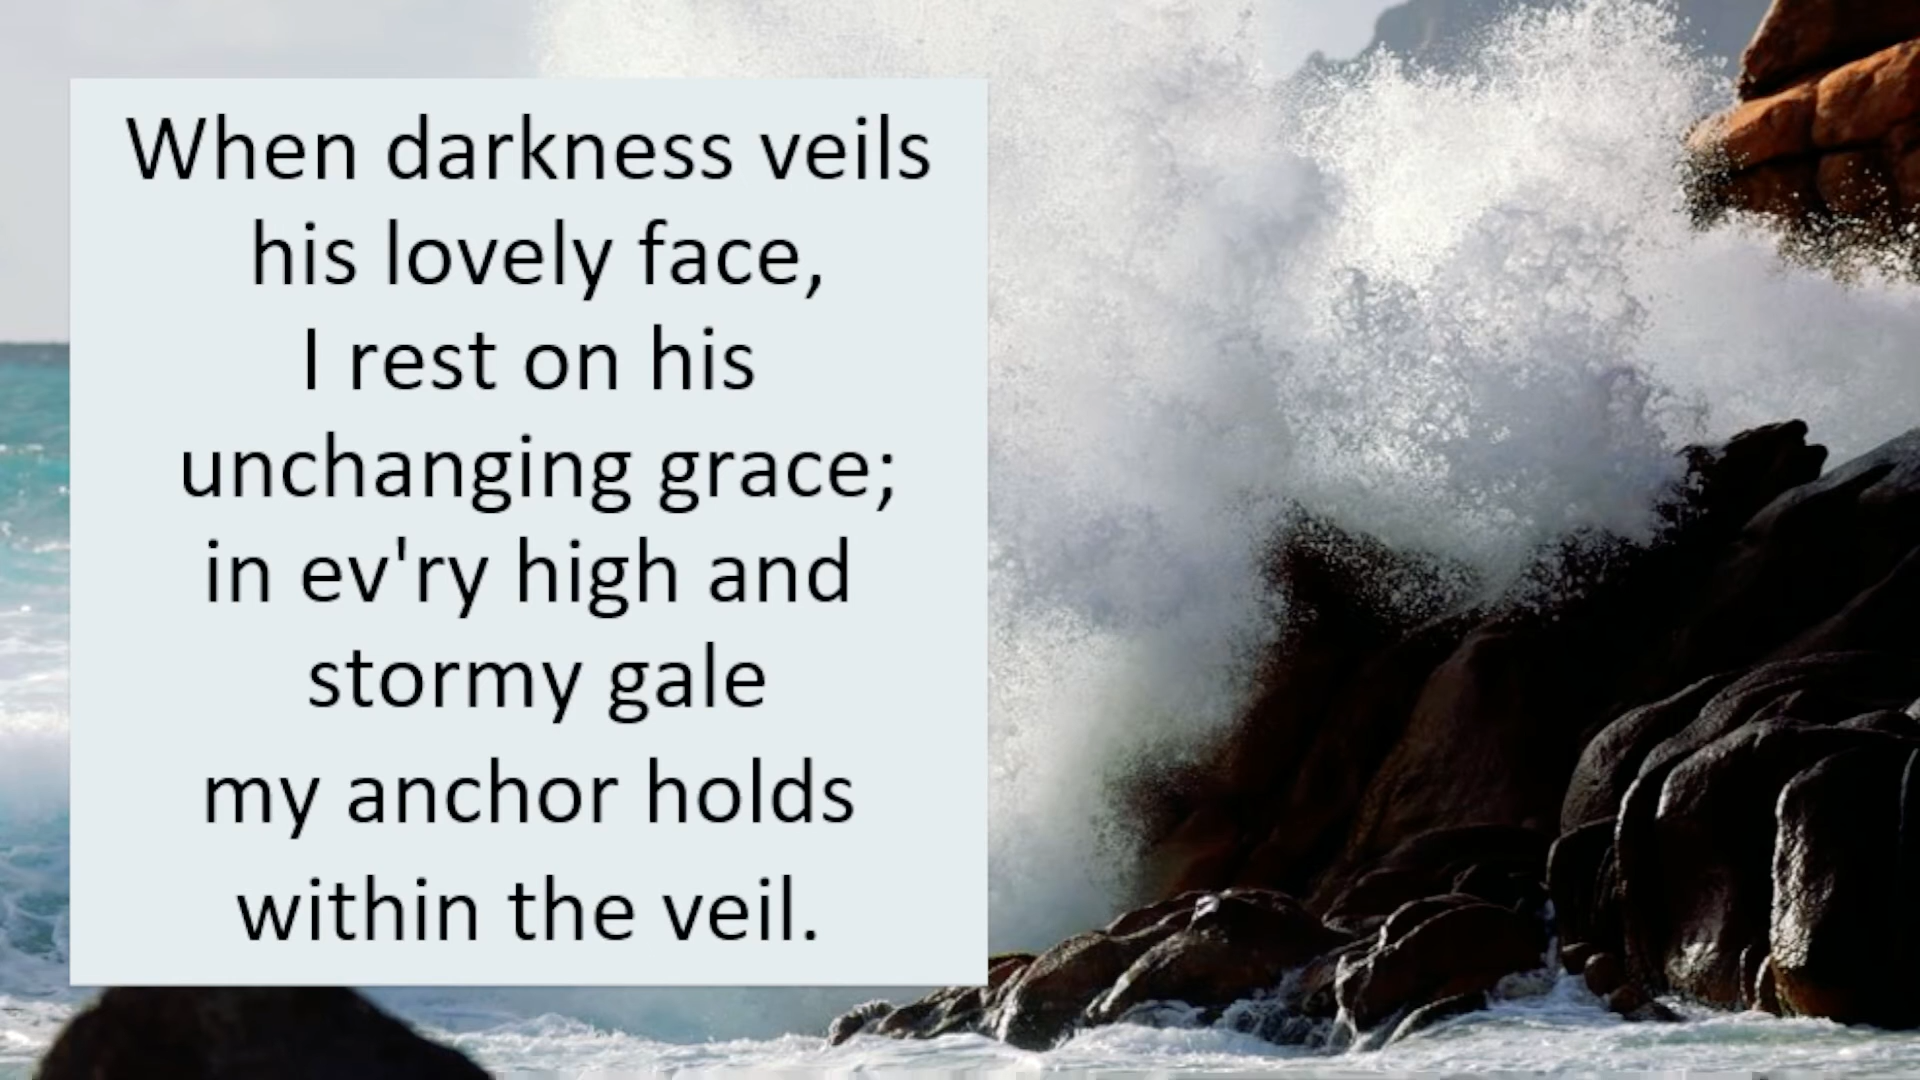 When darkness veils
his lovely face,
I rest on his
unchanging grace;
in ev'ry high and
stormy gale
my anchor holds
within the veil.